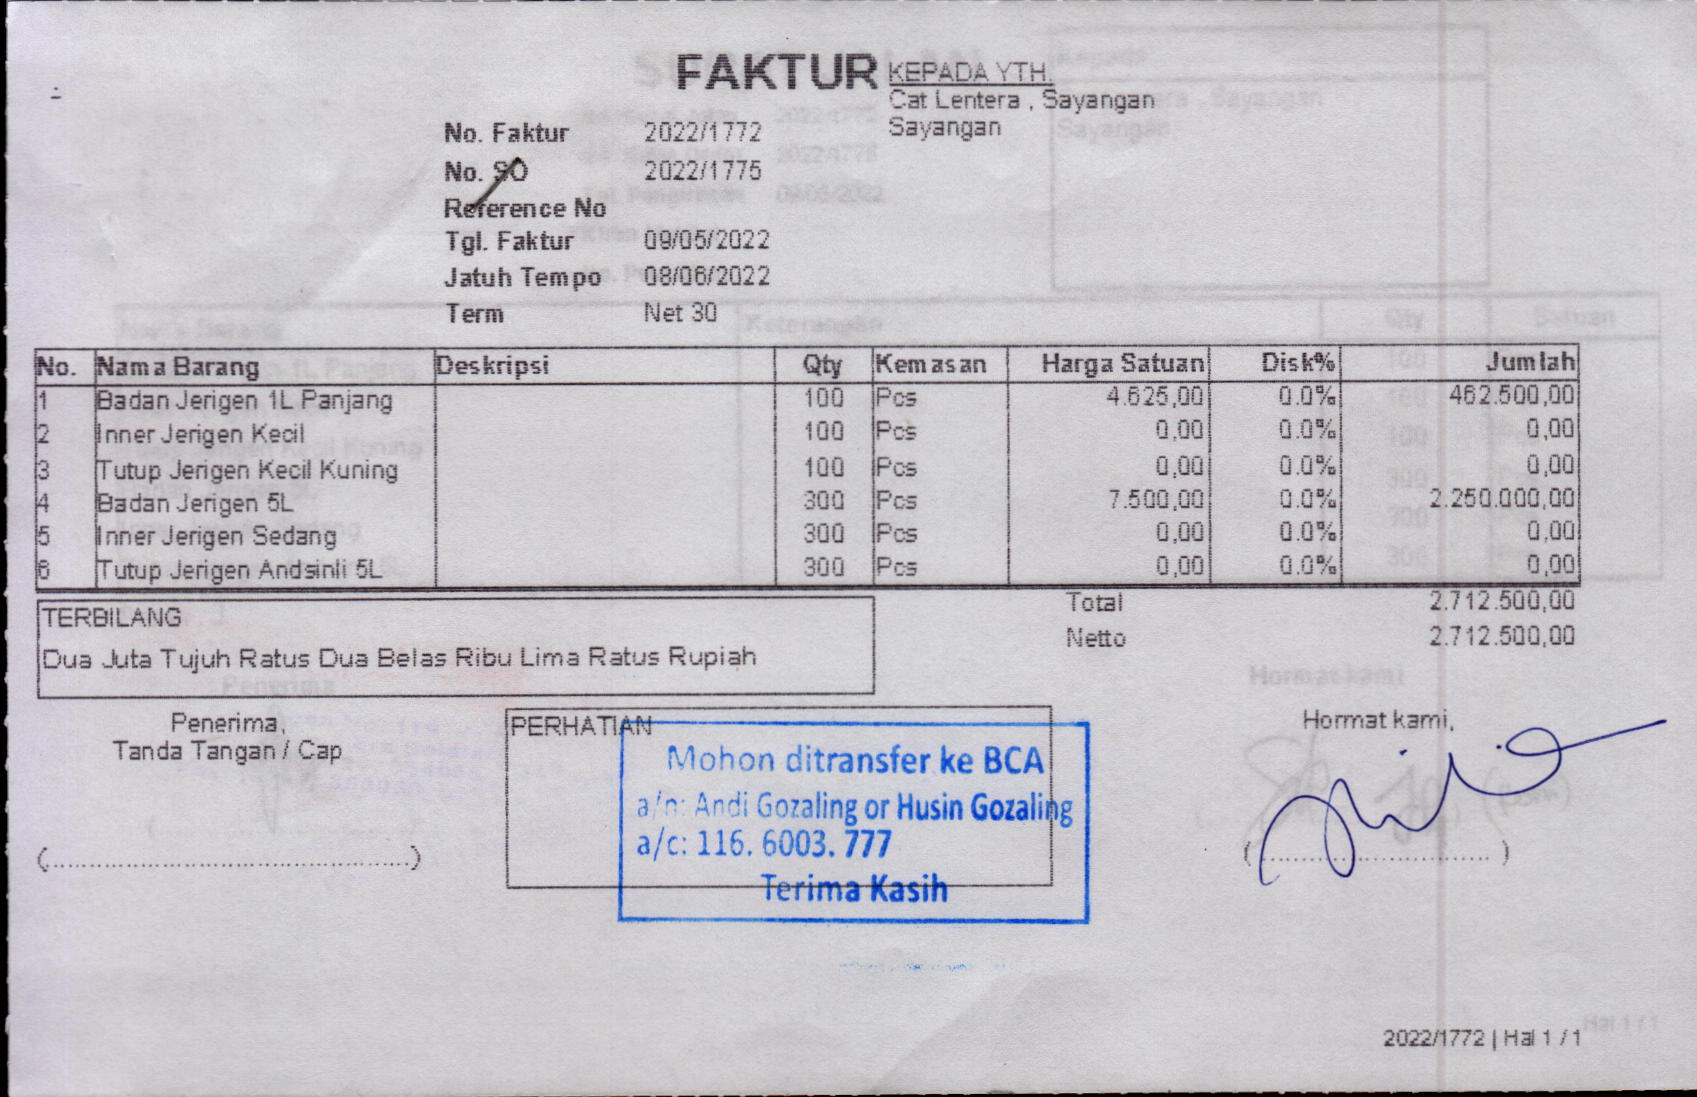 FAKTUR
KEPADA YTH.
Cat Lentera , Sayangan
Sayangan
No. Faktur 2022/1772
No. SO 2022/1775
Reference No
Tgl. Faktur 09/05/2022
Jatuh Tempo 08/06/2022
Term Net 30
No. Nama Barang Deskripsi Qty Kemasan Harga Satuan Disk% Jumlah
1 Badan Jerigen 1L Panjang 100 Pcs 4.625,00 0.0% 462.500,00
2 Inner Jerigen Kecil 100 Pcs 0,00 0.0% 0,00
3 Tutup Jerigen Kecil Kuning 100 Pcs 0,00 0.0% 0,00
4 Badan Jerigen 5L 300 Pcs 7.500,00 0.0% 2.250.000,00
5 Inner Jerigen Sedang 300 Pcs 0,00 0.0% 0,00
6 Tutup Jerigen Andsinli 5L 300 Pcs 0,00 0.0% 0,00
Total 2.712.500,00
Netto 2.712.500,00
TERBILANG
Dua Juta Tujuh Ratus Dua Belas Ribu Lima Ratus Rupiah
Penerima,
Tanda Tangan / Cap
(........................................)
PERHATIAN
Mohon ditransfer ke BCA
a/n: Andi Gozaling or Husin Gozaling
a/c: 116. 6003. 777
Terima Kasih
Hormat kami,
(............................)
2022/1772 | Hal 1 / 1